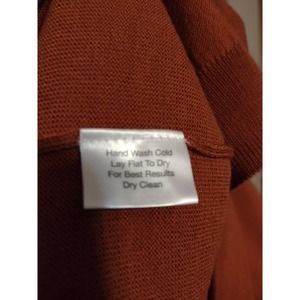 Hand Wash Cold
Lay Flat To Dry
For Best Results
Dry Clean